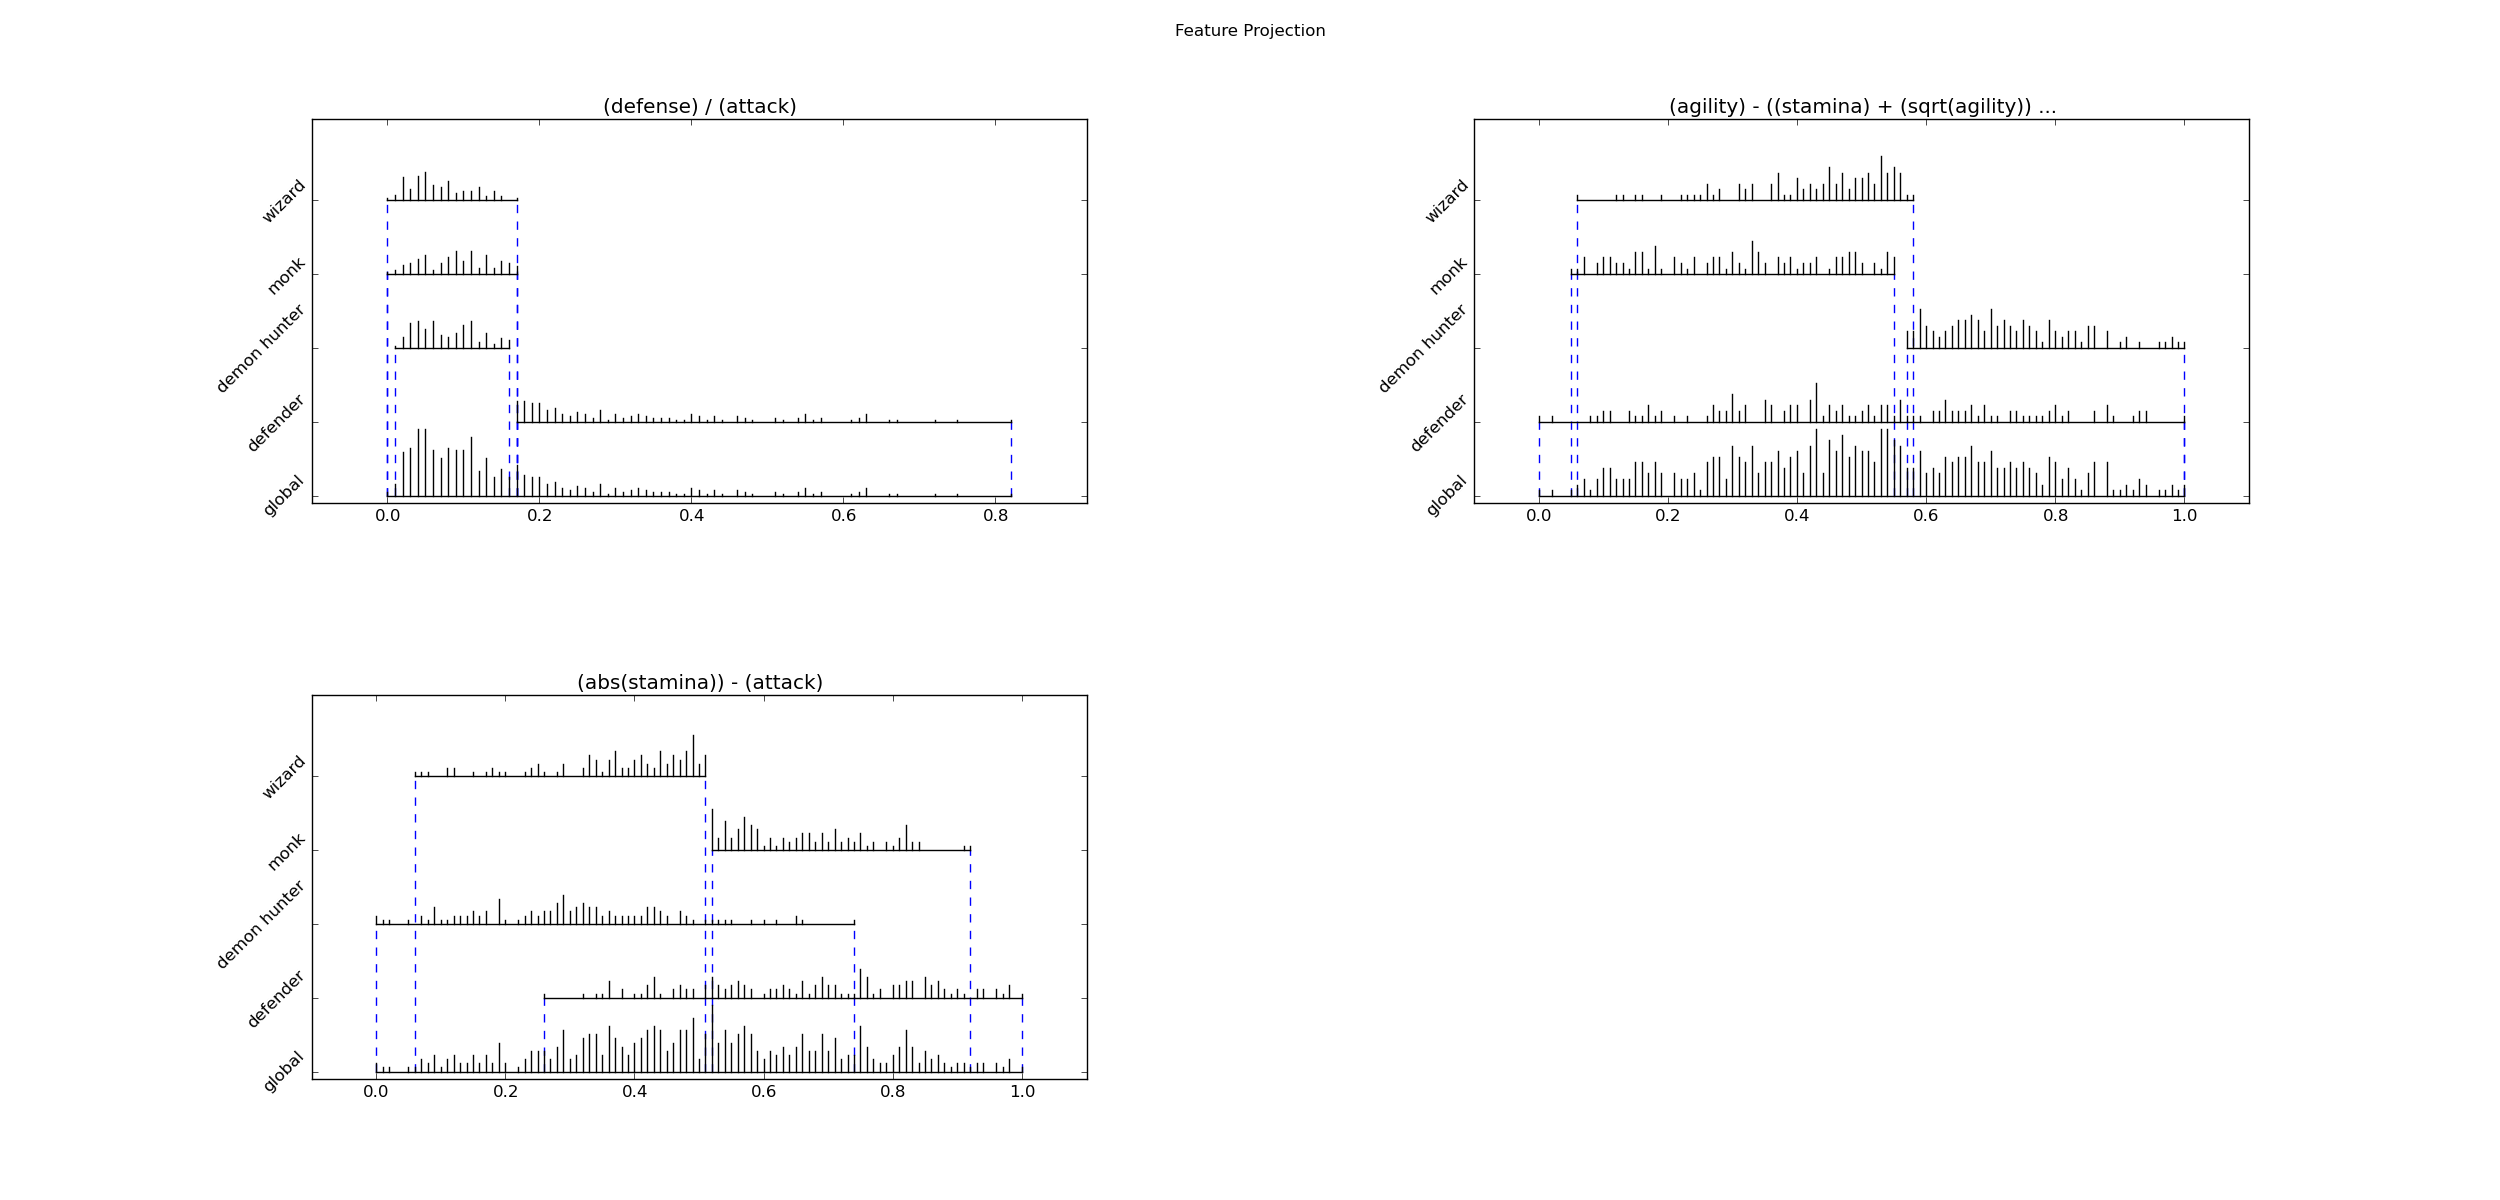 Feature Projection
(defense) / (attack)
wizard
monk
demon hunter
defender
global
0.0 0.2 0.4 0.6 0.8
(agility) - ((stamina) + (sqrt(agility)) ...
wizard
monk
demon hunter
defender
global
0.0 0.2 0.4 0.6 0.8 1.0
(abs(stamina)) - (attack)
wizard
monk
demon hunter
defender
global
0.0 0.2 0.4 0.6 0.8 1.0